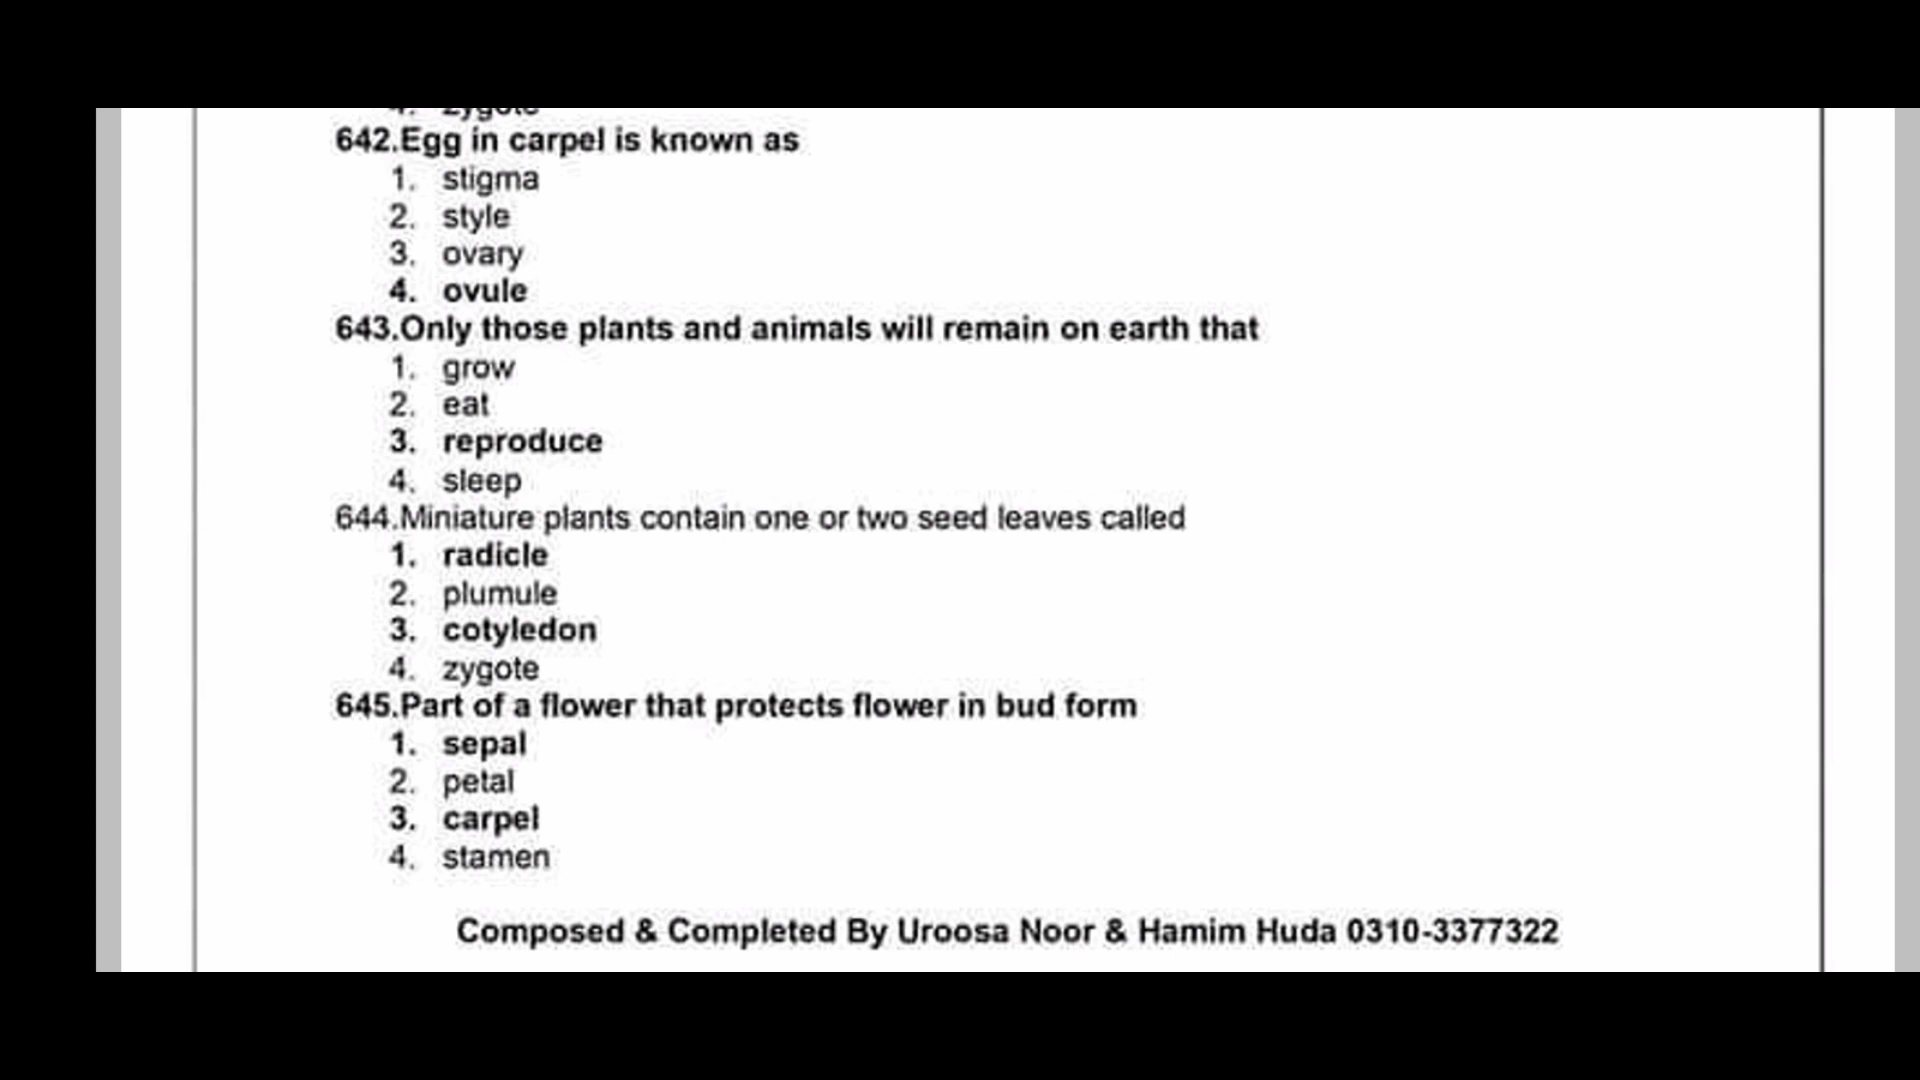 4. zygote
642.Egg in carpel is known as
1. stigma
2. style
3. ovary
4. ovule
643.Only those plants and animals will remain on earth that
1. grow
2. eat
3. reproduce
4. sleep
644.Miniature plants contain one or two seed leaves called
1. radicle
2. plumule
3. cotyledon
4. zygote
645.Part of a flower that protects flower in bud form
1. sepal
2. petal
3. carpel
4. stamen
Composed & Completed By Uroosa Noor & Hamim Huda 0310-3377322